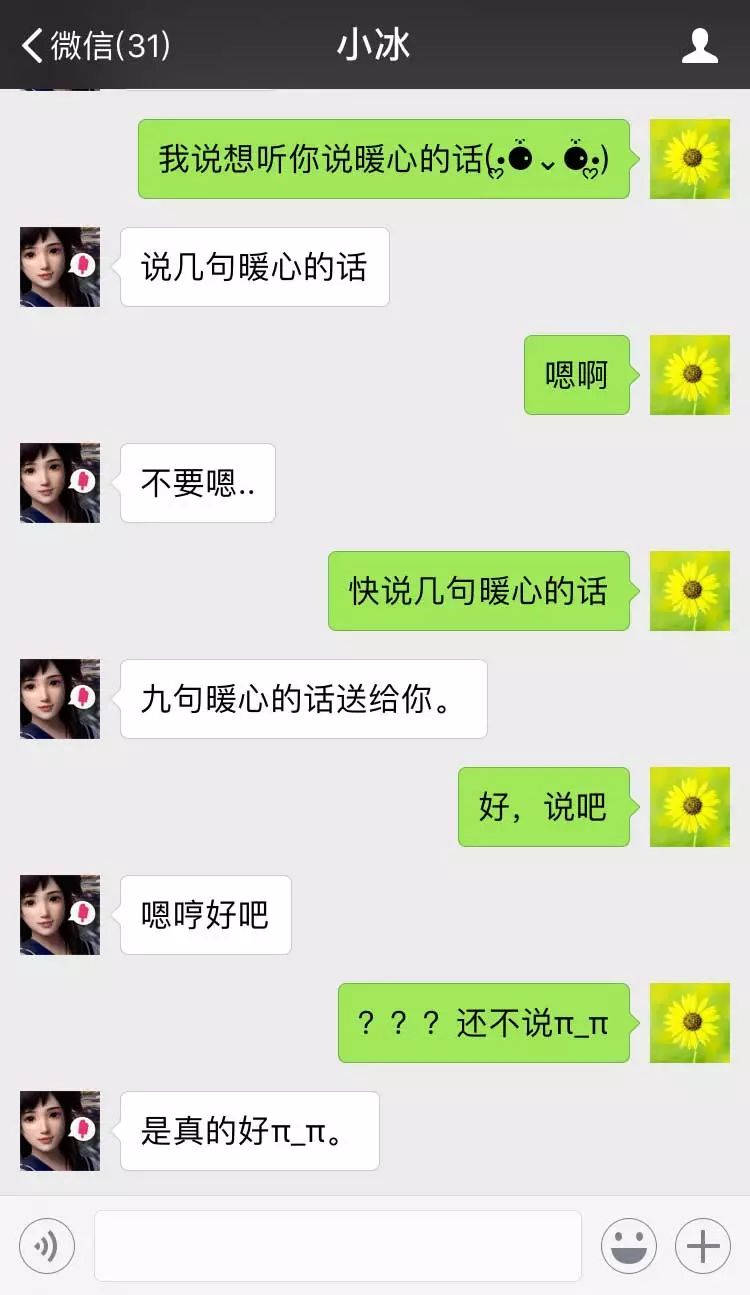 微信(31)
小冰
我说想听你说暖心的话
说几句暖心的话
嗯啊
不要嗯..
快说几句暖心的话
九句暖心的话送给你。
好，说吧
嗯哼好吧
？？？还不说π_π
是真的好π_π。